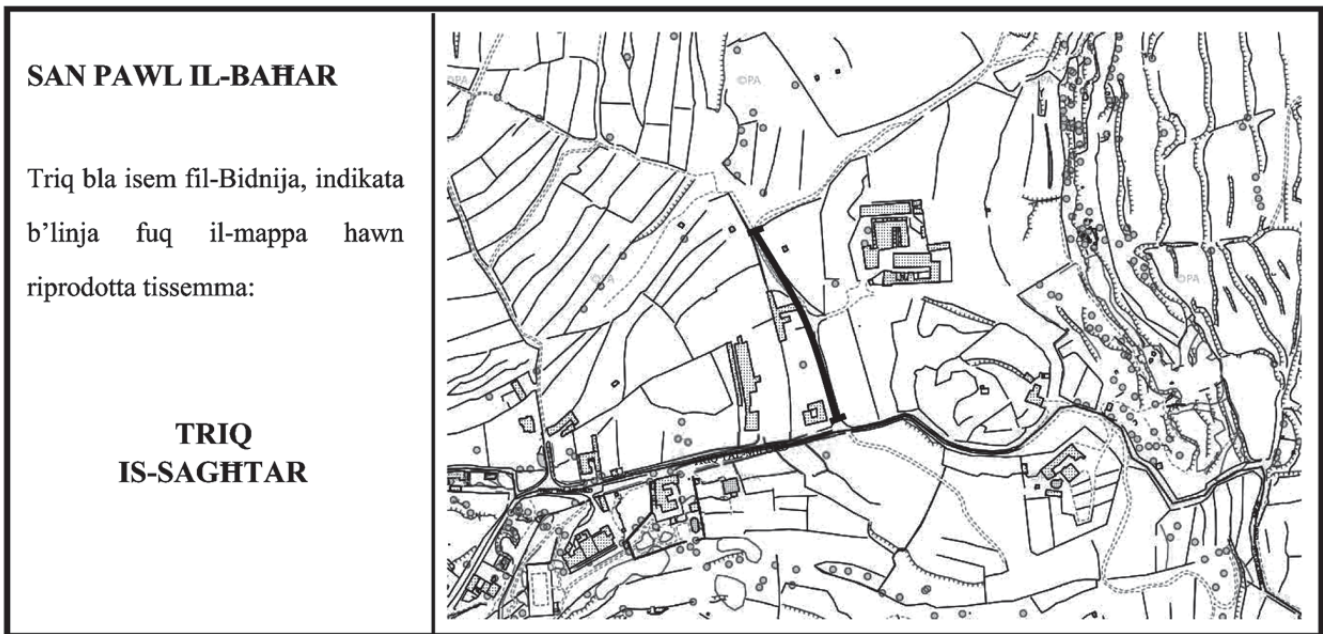 SAN PAWL IL-BAĦAR
Triq bla isem fil-Bidnija, indikata
b’linja fuq il-mappa hawn
riprodotta tissemma:
TRIQ
IS-SAGĦTAR
©PA
©PA
©PA
©PA